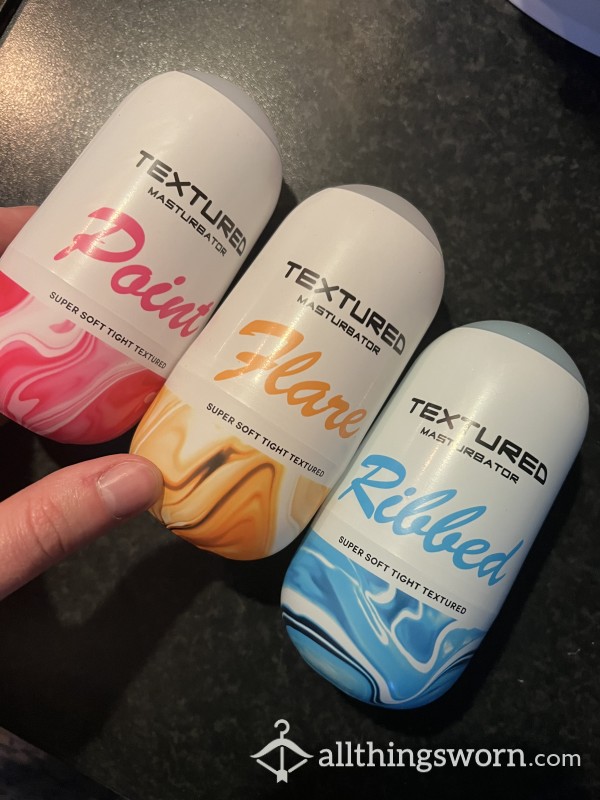 TEXTURED
MASTURBATOR
Point
SUPER SOFT TIGHT TEXTURED
TEXTURED
MASTURBATOR
Flare
SUPER SOFT TIGHT TEXTURED
TEXTURED
MASTURBATOR
Ribbed
SUPER SOFT TIGHT TEXTURED
allthingsworn.com